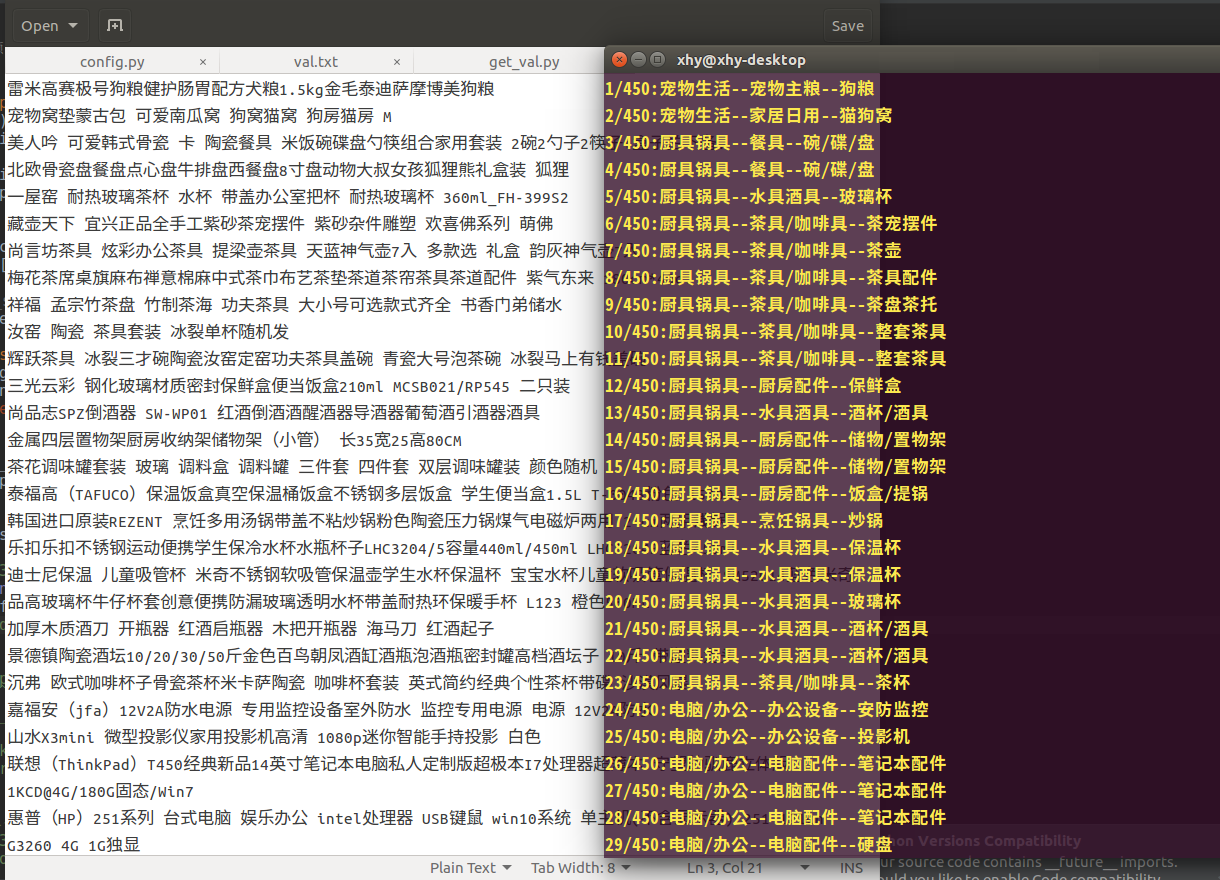 Open
Save
config.py × val.txt × get_val.py
雷米高赛极号狗粮健护肠胃配方犬粮1.5kg金毛泰迪萨摩博美狗粮
宠物窝垫蒙古包 可爱南瓜窝 狗窝猫窝 狗房猫房 M
美人吟 可爱韩式骨瓷 卡 陶瓷餐具 米饭碗碟盘勺筷组合家用套装 2碗2勺子2筷
北欧骨瓷盘餐盘点心盘牛排盘西餐盘8寸盘动物大叔女孩狐狸熊礼盒装 狐狸
一屋窑 耐热玻璃茶杯 水杯 带盖办公室把杯 耐热玻璃杯 360ml_FH-399S2
藏壶天下 宜兴正品全手工紫砂茶宠摆件 紫砂杂件雕塑 欢喜佛系列 萌佛
尚言坊茶具 炫彩办公茶具 提梁壶茶具 天蓝神气壶7入 多款选 礼盒 韵灰神气壶
梅花茶席桌旗麻布禅意棉麻中式茶巾布艺茶垫茶道茶帘茶具茶道配件 紫气东来
祥福 孟宗竹茶盘 竹制茶海 功夫茶具 大小号可选款式齐全 书香门弟储水
汝窑 陶瓷 茶具套装 冰裂单杯随机发
辉跃茶具 冰裂三才碗陶瓷汝窑定窑功夫茶具盖碗 青瓷大号泡茶碗 冰裂马上有钱
三光云彩 钢化玻璃材质密封保鲜盒便当饭盒210ml MCSB021/RP545 二只装
尚品志SPZ倒酒器 SW-WP01 红酒倒酒酒醒酒器导酒器葡萄酒引酒器酒具
金属四层置物架厨房收纳架储物架（小管） 长35宽25高80CM
茶花调味罐套装 玻璃 调料盒 调料罐 三件套 四件套 双层调味罐装 颜色随机
泰福高（TAFUCO）保温饭盒真空保温桶饭盒不锈钢多层饭盒 学生便当盒1.5L T-
韩国进口原装REZENT 烹饪多用汤锅带盖不粘炒锅粉色陶瓷压力锅煤气电磁炉两用
乐扣乐扣不锈钢运动便携学生保冷水杯水瓶杯子LHC3204/5容量440ml/450ml LH
迪士尼保温 儿童吸管杯 米奇不锈钢软吸管保温壶学生水杯保温杯 宝宝水杯儿童
品高玻璃杯牛仔杯套创意便携防漏玻璃透明水杯带盖耐热环保暖手杯 L123 橙色
加厚木质酒刀 开瓶器 红酒启瓶器 木把开瓶器 海马刀 红酒起子
景德镇陶瓷酒坛10/20/30/50斤金色百鸟朝凤酒缸酒瓶泡酒瓶密封罐高档酒坛子
沉弗 欧式咖啡杯子骨瓷茶杯米卡萨陶瓷 咖啡杯套装 英式简约经典个性茶杯带碟
嘉福安（jfa）12V2A防水电源 专用监控设备室外防水 监控专用电源 电源 12V
山水X3mini 微型投影仪家用投影机高清 1080p迷你智能手持投影 白色
联想（ThinkPad）T450经典新品14英寸笔记本电脑私人定制版超极本I7处理器超
1KCD@4G/180G固态/Win7
惠普（HP）251系列 台式电脑 娱乐办公 intel处理器 USB键鼠 win10系统 单主
G3260 4G 1G独显
Plain Text Tab Width: 8 Ln 3, Col 21 INS
xhy@xhy-desktop
1/450:宠物生活--宠物主粮--狗粮
2/450:宠物生活--家居日用--猫狗窝
3/450:厨具锅具--餐具--碗/碟/盘
4/450:厨具锅具--餐具--碗/碟/盘
5/450:厨具锅具--水具酒具--玻璃杯
6/450:厨具锅具--茶具/咖啡具--茶宠摆件
7/450:厨具锅具--茶具/咖啡具--茶壶
8/450:厨具锅具--茶具/咖啡具--茶具配件
9/450:厨具锅具--茶具/咖啡具--茶盘茶托
10/450:厨具锅具--茶具/咖啡具--整套茶具
11/450:厨具锅具--茶具/咖啡具--整套茶具
12/450:厨具锅具--厨房配件--保鲜盒
13/450:厨具锅具--水具酒具--酒杯/酒具
14/450:厨具锅具--厨房配件--储物/置物架
15/450:厨具锅具--厨房配件--储物/置物架
16/450:厨具锅具--厨房配件--饭盒/提锅
17/450:厨具锅具--烹饪锅具--炒锅
18/450:厨具锅具--水具酒具--保温杯
19/450:厨具锅具--水具酒具--保温杯
20/450:厨具锅具--水具酒具--玻璃杯
21/450:厨具锅具--水具酒具--酒杯/酒具
22/450:厨具锅具--水具酒具--酒杯/酒具
23/450:厨具锅具--茶具/咖啡具--茶杯
24/450:电脑/办公--办公设备--安防监控
25/450:电脑/办公--办公设备--投影机
26/450:电脑/办公--电脑配件--笔记本配件
27/450:电脑/办公--电脑配件--笔记本配件
28/450:电脑/办公--电脑配件--笔记本配件
29/450:电脑/办公--电脑配件--硬盘
on Versions Compatibility
ur source code contains __future__ imports.
ould you like to enable Code compatibility